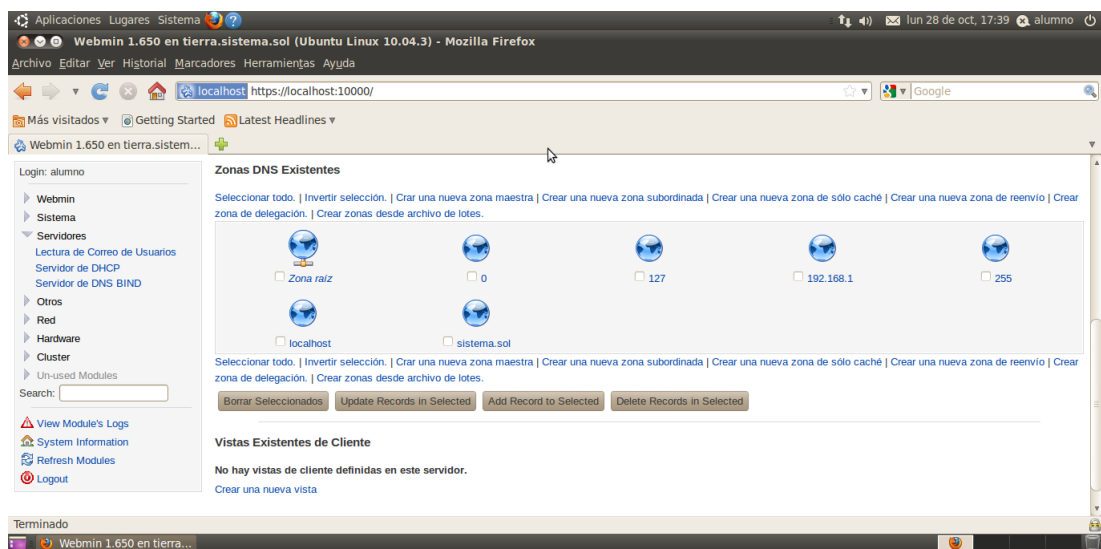 Aplicaciones Lugares Sistema
lun 28 de oct, 17:39 alumno
Webmin 1.650 en tierra.sistema.sol (Ubuntu Linux 10.04.3) - Mozilla Firefox
Archivo Editar Ver Historial Marcadores Herramientas Ayuda
localhost https://localhost:10000/
Google
Más visitados Getting Started Latest Headlines
Webmin 1.650 en tierra.sistem...
Login: alumno
Webmin
Sistema
Servidores
Lectura de Correo de Usuarios
Servidor de DHCP
Servidor de DNS BIND
Otros
Red
Hardware
Cluster
Un-used Modules
Search:
View Module's Logs
System Information
Refresh Modules
Logout
Zonas DNS Existentes
Seleccionar todo. | Invertir selección. | Crar una nueva zona maestra | Crear una nueva zona subordinada | Crear una nueva zona de sólo caché | Crear una nueva zona de reenvío | Crear
zona de delegación. | Crear zonas desde archivo de lotes.
Zona raíz
0
127
192.168.1
255
localhost
sistema.sol
Seleccionar todo. | Invertir selección. | Crar una nueva zona maestra | Crear una nueva zona subordinada | Crear una nueva zona de sólo caché | Crear una nueva zona de reenvío | Crear
zona de delegación. | Crear zonas desde archivo de lotes.
Borrar Seleccionados Update Records in Selected Add Record to Selected Delete Records in Selected
Vistas Existentes de Cliente
No hay vistas de cliente definidas en este servidor.
Crear una nueva vista
Terminado
Webmin 1.650 en tierra...